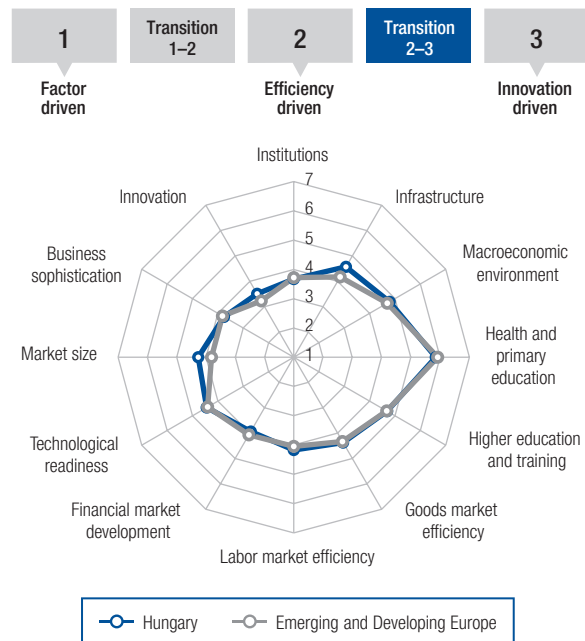 1
Transition
1–2
2
Transition
2–3
3
Factor
driven
Efficiency
driven
Innovation
driven
Institutions
Infrastructure
Macroeconomic
environment
Health and
primary
education
Higher education
and training
Goods market
efficiency
Labor market efficiency
Financial market
development
Technological
readiness
Market size
Business
sophistication
Innovation
7
6
5
4
3
2
1
Hungary
Emerging and Developing Europe